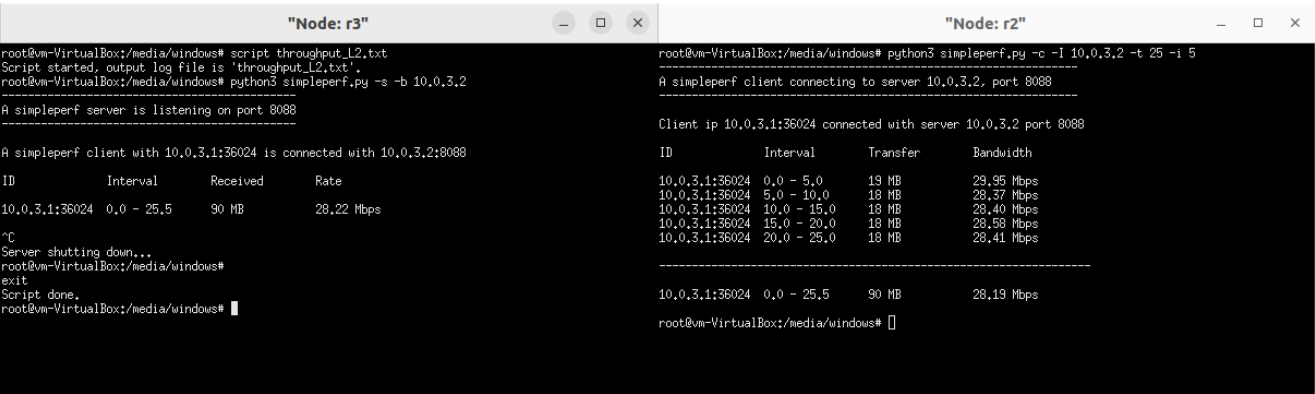 "Node: r3"
root@vm-VirtualBox:/media/windows# script throughput_L2.txt
Script started, output log file is 'throughput_L2.txt'.
root@vm-VirtualBox:/media/windows# python3 simpleperf.py -s -b 10.0.3.2
---------------------------------------------
A simpleperf server is listening on port 8088
---------------------------------------------
A simpleperf client with 10.0.3.1:36024 is connected with 10.0.3.2:8088
ID Interval Received Rate
10.0.3.1:36024 0.0 - 25.5 90 MB 28.22 Mbps
^C
Server shutting down...
root@vm-VirtualBox:/media/windows#
exit
Script done.
root@vm-VirtualBox:/media/windows#
"Node: r2"
root@vm-VirtualBox:/media/windows# python3 simpleperf.py -c -I 10.0.3.2 -t 25 -i 5
----------------------------------------------------------------
A simpleperf client connecting to server 10.0.3.2, port 8088
----------------------------------------------------------------
Client ip 10.0.3.1:36024 connected with server 10.0.3.2 port 8088
ID Interval Transfer Bandwidth
10.0.3.1:36024 0.0 - 5.0 19 MB 29.95 Mbps
10.0.3.1:36024 5.0 - 10.0 18 MB 28.37 Mbps
10.0.3.1:36024 10.0 - 15.0 18 MB 28.40 Mbps
10.0.3.1:36024 15.0 - 20.0 18 MB 28.58 Mbps
10.0.3.1:36024 20.0 - 25.0 18 MB 28.41 Mbps
------------------------------------------------------------------
10.0.3.1:36024 0.0 - 25.5 90 MB 28.19 Mbps
root@vm-VirtualBox:/media/windows#